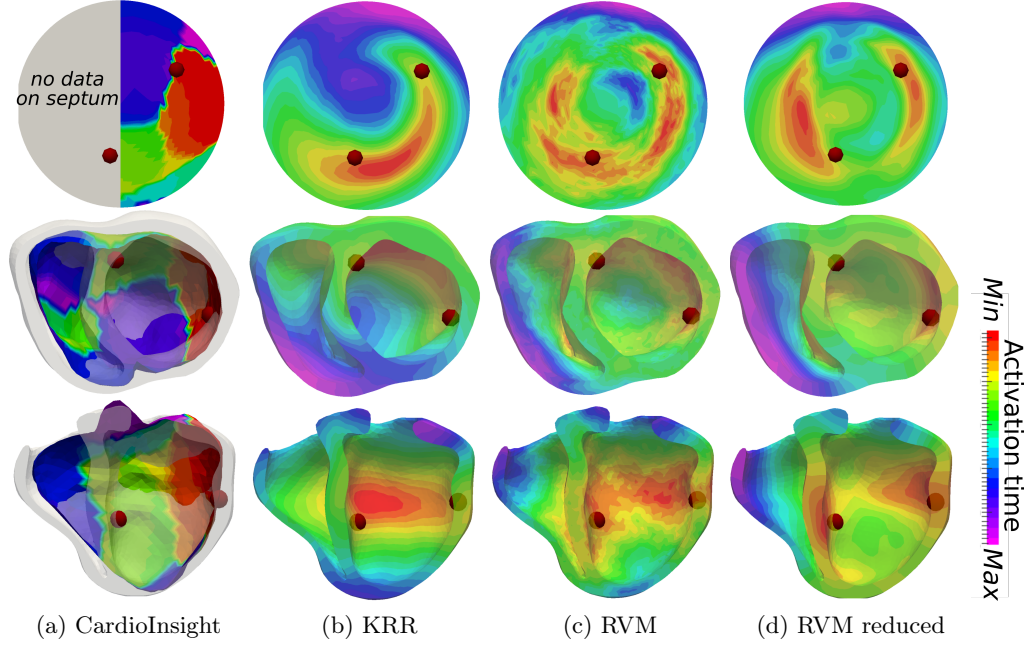 no data
on septum
Min
Activation time
Max
(a) CardioInsight
(b) KRR
(c) RVM
(d) RVM reduced